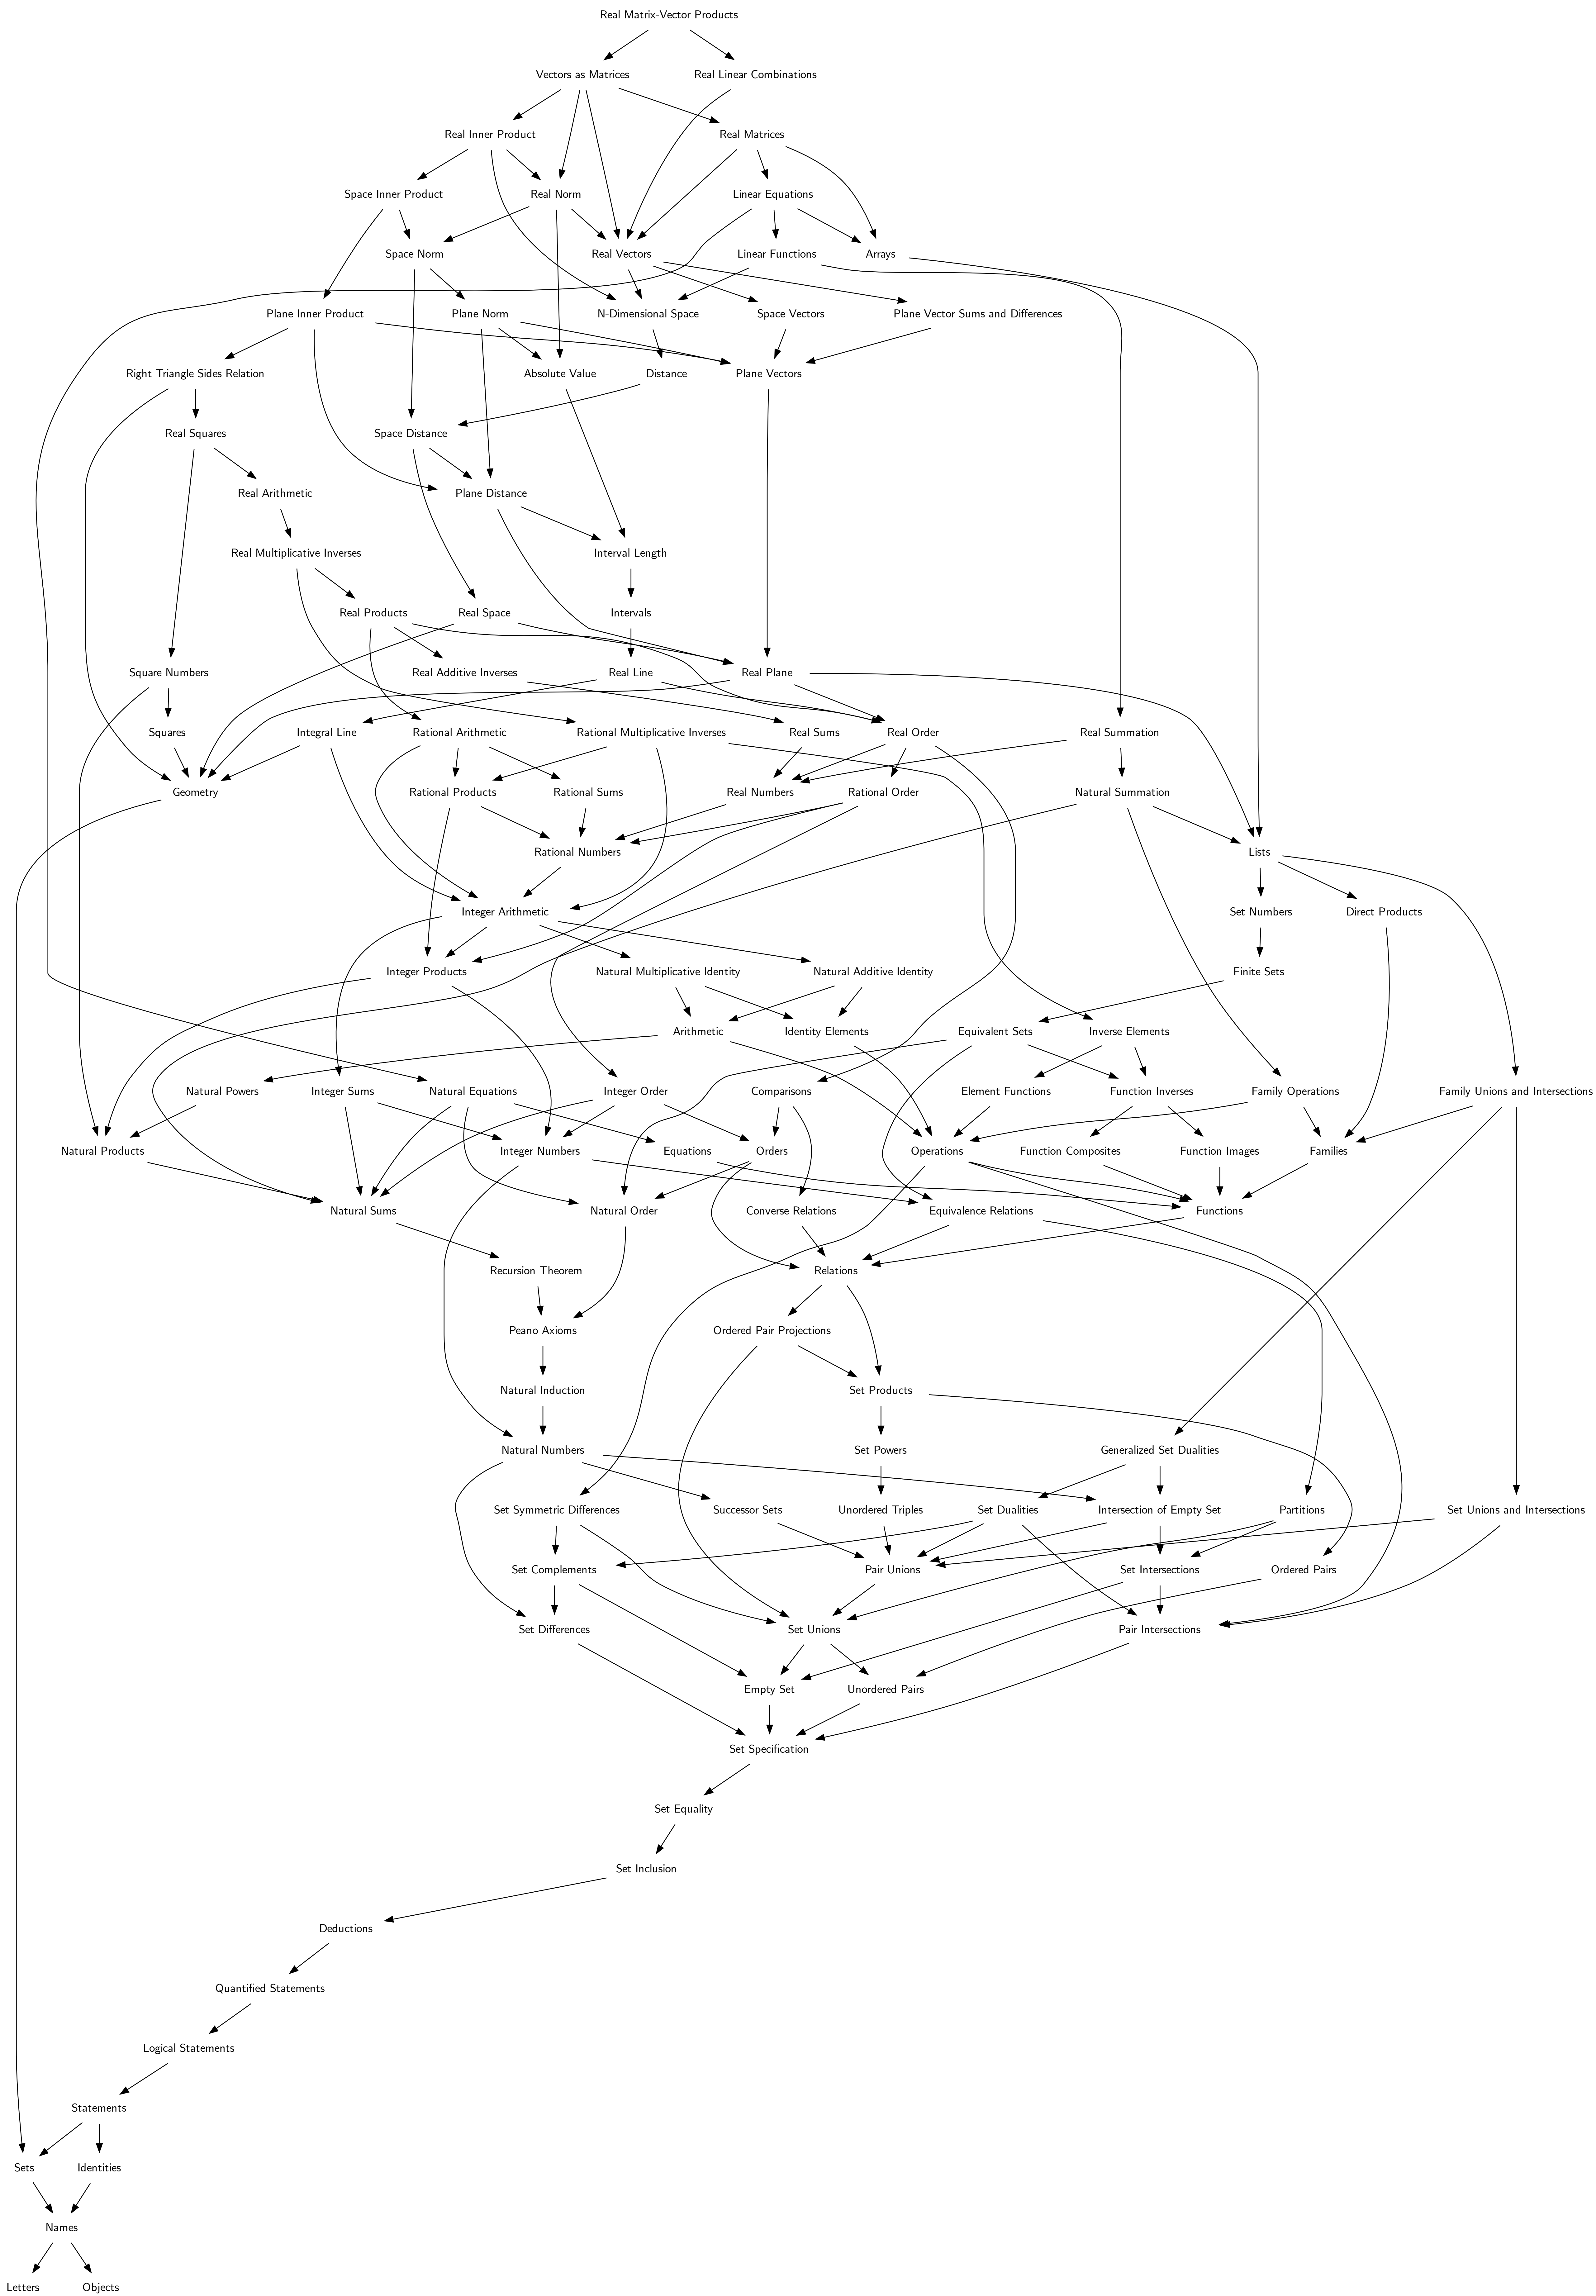 Real Matrix-Vector Products
Vectors as Matrices
Real Linear Combinations
Real Inner Product
Real Matrices
Space Inner Product
Real Norm
Linear Equations
Space Norm
Real Vectors
Linear Functions
Arrays
Plane Inner Product
Plane Norm
N-Dimensional Space
Space Vectors
Plane Vector Sums and Differences
Right Triangle Sides Relation
Absolute Value
Distance
Plane Vectors
Real Squares
Space Distance
Real Arithmetic
Plane Distance
Real Multiplicative Inverses
Interval Length
Real Products
Real Space
Intervals
Square Numbers
Real Additive Inverses
Real Line
Real Plane
Squares
Integral Line
Rational Arithmetic
Rational Multiplicative Inverses
Real Sums
Real Order
Real Summation
Geometry
Rational Products
Rational Sums
Real Numbers
Rational Order
Natural Summation
Rational Numbers
Lists
Integer Arithmetic
Set Numbers
Direct Products
Integer Products
Natural Multiplicative Identity
Natural Additive Identity
Finite Sets
Arithmetic
Identity Elements
Equivalent Sets
Inverse Elements
Natural Powers
Integer Sums
Natural Equations
Integer Order
Comparisons
Element Functions
Function Inverses
Family Operations
Family Unions and Intersections
Natural Products
Integer Numbers
Equations
Orders
Operations
Function Composites
Function Images
Families
Natural Sums
Natural Order
Converse Relations
Equivalence Relations
Functions
Recursion Theorem
Relations
Peano Axioms
Ordered Pair Projections
Natural Induction
Set Products
Natural Numbers
Set Powers
Generalized Set Dualities
Set Symmetric Differences
Successor Sets
Unordered Triples
Set Dualities
Intersection of Empty Set
Partitions
Set Unions and Intersections
Set Complements
Pair Unions
Set Intersections
Ordered Pairs
Set Differences
Set Unions
Pair Intersections
Empty Set
Unordered Pairs
Set Specification
Set Equality
Set Inclusion
Deductions
Quantified Statements
Logical Statements
Statements
Sets
Identities
Names
Letters
Objects